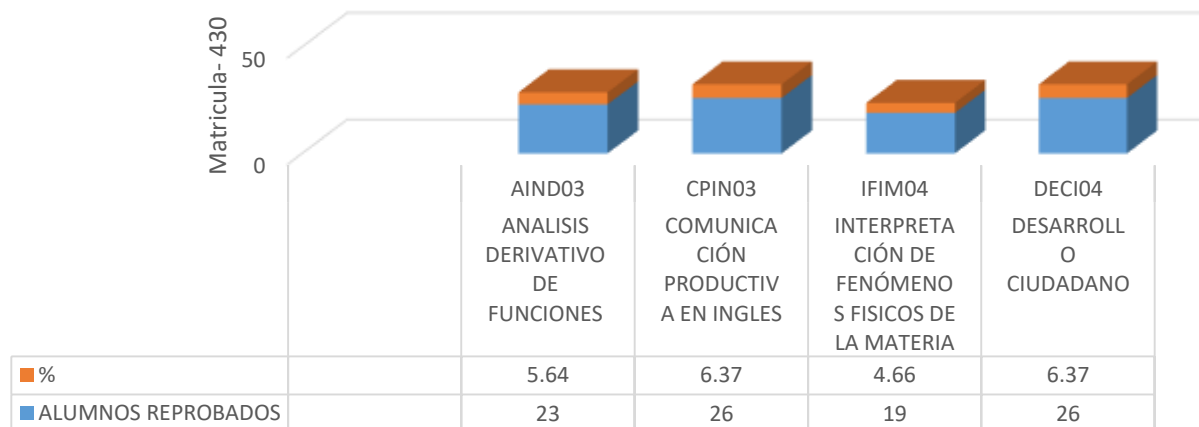 Matricula- 430
50
0
AIND03 CPIN03 IFIM04 DECI04
ANALISIS
DERIVATIVO
DE
FUNCIONES
COMUNICA
CIÓN
PRODUCTIV
A EN INGLES
INTERPRETA
CIÓN DE
FENÓMENO
S FISICOS DE
LA MATERIA
DESARROLL
O
CIUDADANO
% 5.64 6.37 4.66 6.37
ALUMNOS REPROBADOS 23 26 19 26